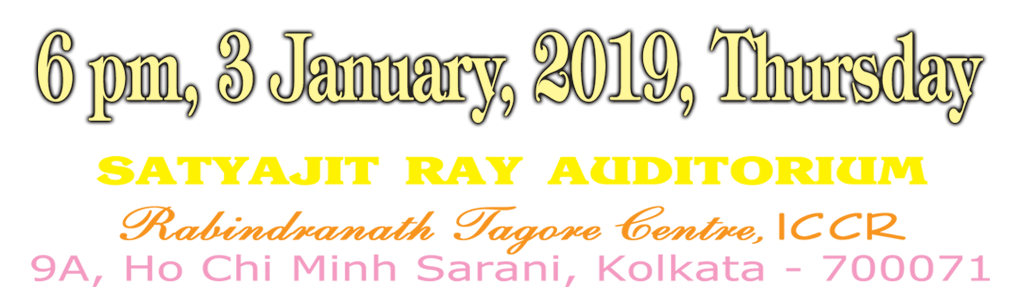 6 pm, 3 January, 2019, Thursday
SATYAJIT RAY AUDITORIUM
Rabindranath Tagore Centre, ICCR
9A, Ho Chi Minh Sarani, Kolkata - 700071